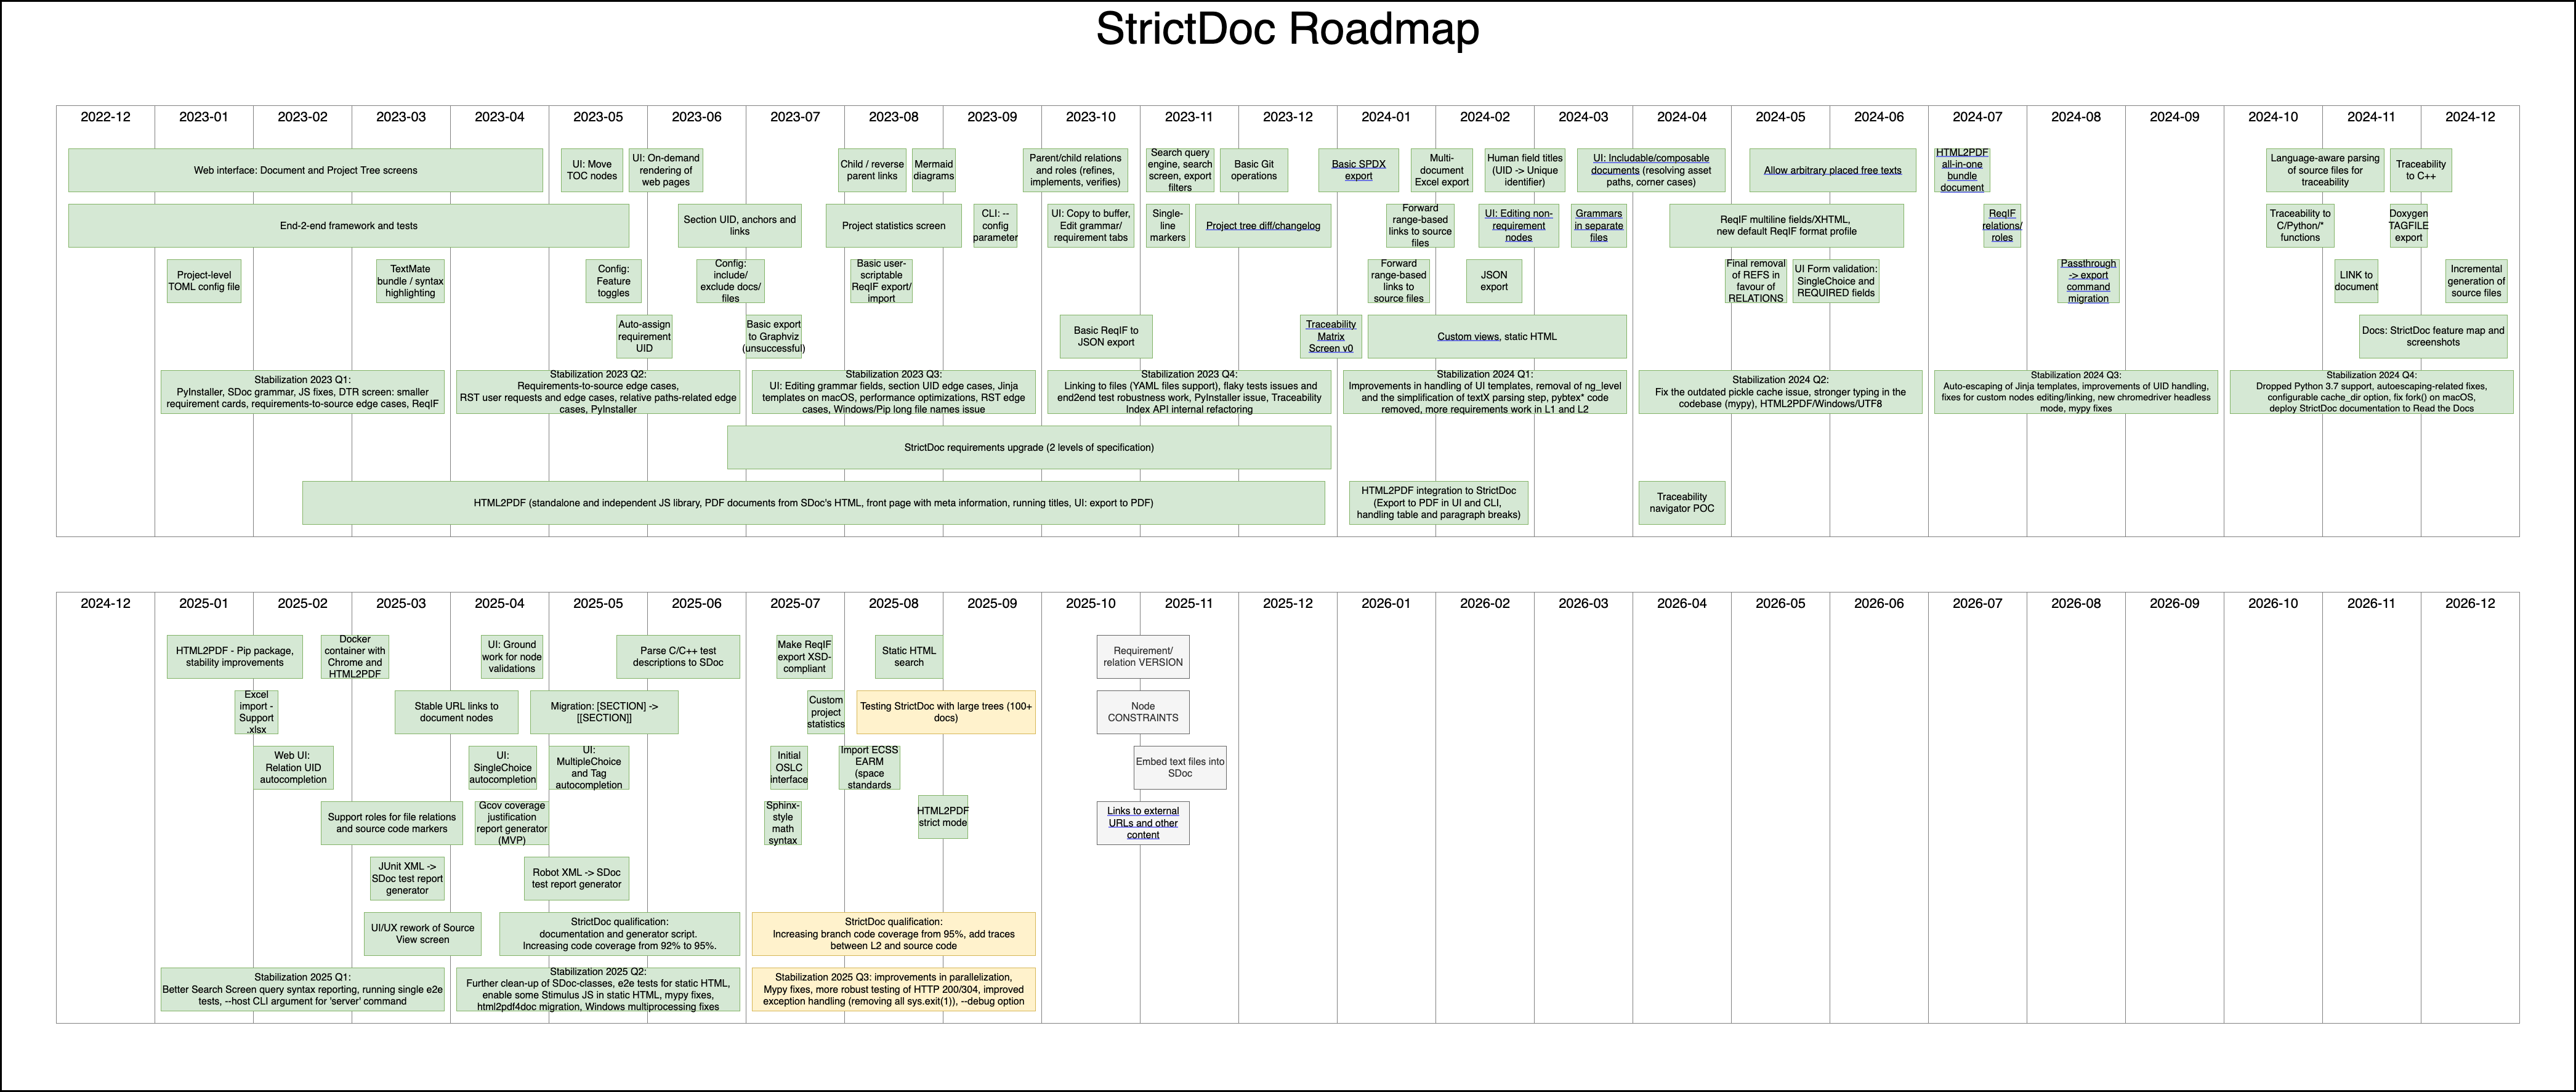 StrictDoc Roadmap
2022-12
2023-01
2023-02
2023-03
2023-04
2023-05
2023-06
2023-07
2023-08
2023-09
2023-10
2023-11
2023-12
2024-01
2024-02
2024-03
2024-04
2024-05
2024-06
2024-07
2024-08
2024-09
2024-10
2024-11
2024-12
Web interface: Document and Project Tree screens
UI: Move
TOC nodes
UI: On-demand
rendering of
web pages
Child / reverse
parent links
Mermaid
diagrams
Parent/child relations
and roles (refines,
implements, verifies)
Search query
engine, search
screen, export
filters
Basic Git
operations
Basic SPDX
export
Multi-
document
Excel export
Human field titles
(UID -> Unique
identifier)
UI: Includable/composable
documents (resolving asset
paths, corner cases)
Allow arbitrary placed free texts
HTML2PDF
all-in-one
bundle
document
Language-aware parsing
of source files for
traceability
Traceability
to C++
End-2-end framework and tests
Section UID, anchors and
links
Project statistics screen
CLI: --
config
parameter
UI: Copy to buffer,
Edit grammar/
requirement tabs
Single-
line
markers
Project tree diff/changelog
Forward
range-based
links to source
files
UI: Editing non-
requirement
nodes
Grammars
in separate
files
ReqIF multiline fields/XHTML,
new default ReqIF format profile
ReqIF
relations/
roles
Traceability to
C/Python/*
functions
Doxygen
TAGFILE
export
Project-level
TOML config file
TextMate
bundle / syntax
highlighting
Config:
Feature
toggles
Config:
include/
exclude docs/
files
Basic user-
scriptable
ReqIF export/
import
Forward
range-based
links to
source files
JSON
export
Final removal
of REFS in
favour of
RELATIONS
UI Form validation:
SingleChoice and
REQUIRED fields
Passthrough
-> export
command
migration
LINK to
document
Incremental
generation of
source files
Auto-assign
requirement
UID
Basic export
to Graphviz
(unsuccessful)
Basic ReqIF to
JSON export
Traceability
Matrix
Screen v0
Custom views, static HTML
Docs: StrictDoc feature map and
screenshots
Stabilization 2023 Q1:
PyInstaller, SDoc grammar, JS fixes, DTR screen: smaller
requirement cards, requirements-to-source edge cases, ReqIF
Stabilization 2023 Q2:
Requirements-to-source edge cases,
RST user requests and edge cases, relative paths-related edge
cases, PyInstaller
Stabilization 2023 Q3:
UI: Editing grammar fields, section UID edge cases, Jinja
templates on macOS, performance optimizations, RST edge
cases, Windows/Pip long file names issue
Stabilization 2023 Q4:
Linking to files (YAML files support), flaky tests issues and
end2end test robustness work, PyInstaller issue, Traceability
Index API internal refactoring
Stabilization 2024 Q1:
Improvements in handling of UI templates, removal of ng_level
and the simplification of textX parsing step, pybtex* code
removed, more requirements work in L1 and L2
Stabilization 2024 Q2:
Fix the outdated pickle cache issue, stronger typing in the
codebase (mypy), HTML2PDF/Windows/UTF8
Stabilization 2024 Q3:
Auto-escaping of Jinja templates, improvements of UID handling,
fixes for custom nodes editing/linking, new chromedriver headless
mode, mypy fixes
Stabilization 2024 Q4:
Dropped Python 3.7 support, autoescaping-related fixes,
configurable cache_dir option, fix fork() on macOS,
deploy StrictDoc documentation to Read the Docs
StrictDoc requirements upgrade (2 levels of specification)
HTML2PDF (standalone and independent JS library, PDF documents from SDoc's HTML, front page with meta information, running titles, UI: export to PDF)
HTML2PDF integration to StrictDoc
(Export to PDF in UI and CLI,
handling table and paragraph breaks)
Traceability
navigator POC
2024-12
2025-01
2025-02
2025-03
2025-04
2025-05
2025-06
2025-07
2025-08
2025-09
2025-10
2025-11
2025-12
2026-01
2026-02
2026-03
2026-04
2026-05
2026-06
2026-07
2026-08
2026-09
2026-10
2026-11
2026-12
HTML2PDF - Pip package,
stability improvements
Docker
container with
Chrome and
HTML2PDF
UI: Ground
work for node
validations
Parse C/C++ test
descriptions to SDoc
Make ReqIF
export XSD-
compliant
Static HTML
search
Requirement/
relation VERSION
Excel
import -
Support
.xlsx
Stable URL links to
document nodes
Migration: [SECTION] ->
[[SECTION]]
Custom
project
statistics
Testing StrictDoc with large trees (100+
docs)
Node
CONSTRAINTS
Web UI:
Relation UID
autocompletion
UI:
SingleChoice
autocompletion
UI:
MultipleChoice
and Tag
autocompletion
Initial
OSLC
interface
Import ECSS
EARM
(space
standards
Embed text files into
SDoc
Support roles for file relations
and source code markers
Gcov coverage
justification
report generator
(MVP)
Sphinx-
style
math
syntax
HTML2PDF
strict mode
Links to external
URLs and other
content
JUnit XML ->
SDoc test report
generator
Robot XML -> SDoc
test report generator
UI/UX rework of Source
View screen
StrictDoc qualification:
documentation and generator script.
Increasing code coverage from 92% to 95%.
StrictDoc qualification:
Increasing branch code coverage from 95%, add traces
between L2 and source code
Stabilization 2025 Q1:
Better Search Screen query syntax reporting, running single e2e
tests, --host CLI argument for 'server' command
Stabilization 2025 Q2:
Further clean-up of SDoc-classes, e2e tests for static HTML,
enable some Stimulus JS in static HTML, mypy fixes,
html2pdf4doc migration, Windows multiprocessing fixes
Stabilization 2025 Q3: improvements in parallelization,
Mypy fixes, more robust testing of HTTP 200/304, improved
exception handling (removing all sys.exit(1)), --debug option